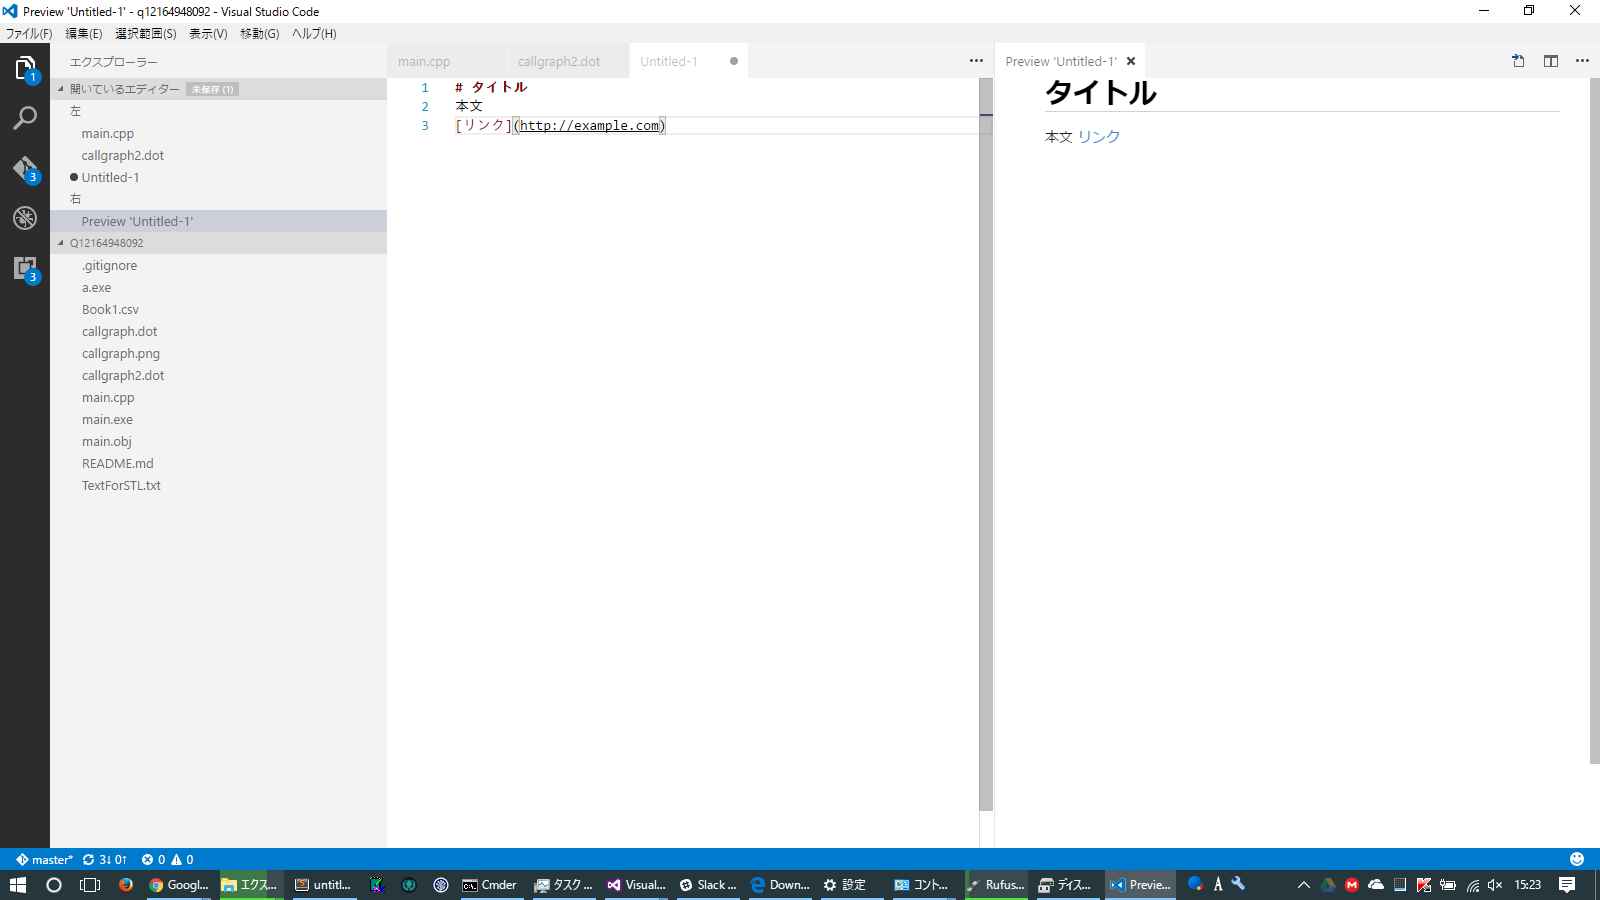 Preview 'Untitled-1' - q12164948092 - Visual Studio Code
ファイル(F) 編集(E) 選択範囲(S) 表示(V) 移動(G) ヘルプ(H)
エクスプローラー
開いているエディター 未保存 (1)
左
main.cpp
callgraph2.dot
Untitled-1
右
Preview 'Untitled-1'
Q12164948092
.gitignore
a.exe
Book1.csv
callgraph.dot
callgraph.png
callgraph2.dot
main.cpp
main.exe
main.obj
README.md
TextForSTL.txt
1
3
3
main.cpp callgraph2.dot Untitled-1
1 # タイトル
2 本文
3 [リンク](http://example.com)
Preview 'Untitled-1'
タイトル
本文 リンク
master* 3↓ 0↑ 0 0
Googl... エクス... untitl... Cmder タスク ... Visual... Slack ... Down... 設定 コント... Rufus... ディス... Previe... 15:23